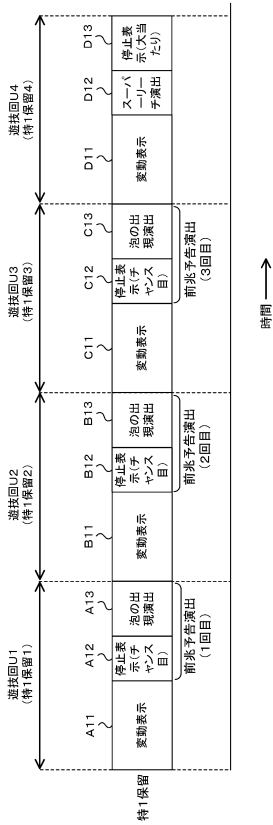 遊技回U1
(特1保留1)
遊技回U2
(特1保留2)
遊技回U3
(特1保留3)
遊技回U4
(特1保留4)
A11
A12
A13
B11
B12
B13
C11
C12
C13
D11
D12
D13
特1保留
変動表示
停止表
示(チ
ャンス
目)
泡の出
現演出
変動表示
停止表
示(チ
ャンス
目)
泡の出
現演出
変動表示
停止表
示(チ
ャンス
目)
泡の出
現演出
変動表示
スーパ
ーリー
チ演出
停止表
示(大当
たり)
前兆予告演出
(1回目)
前兆予告演出
(2回目)
前兆予告演出
(3回目)
時間